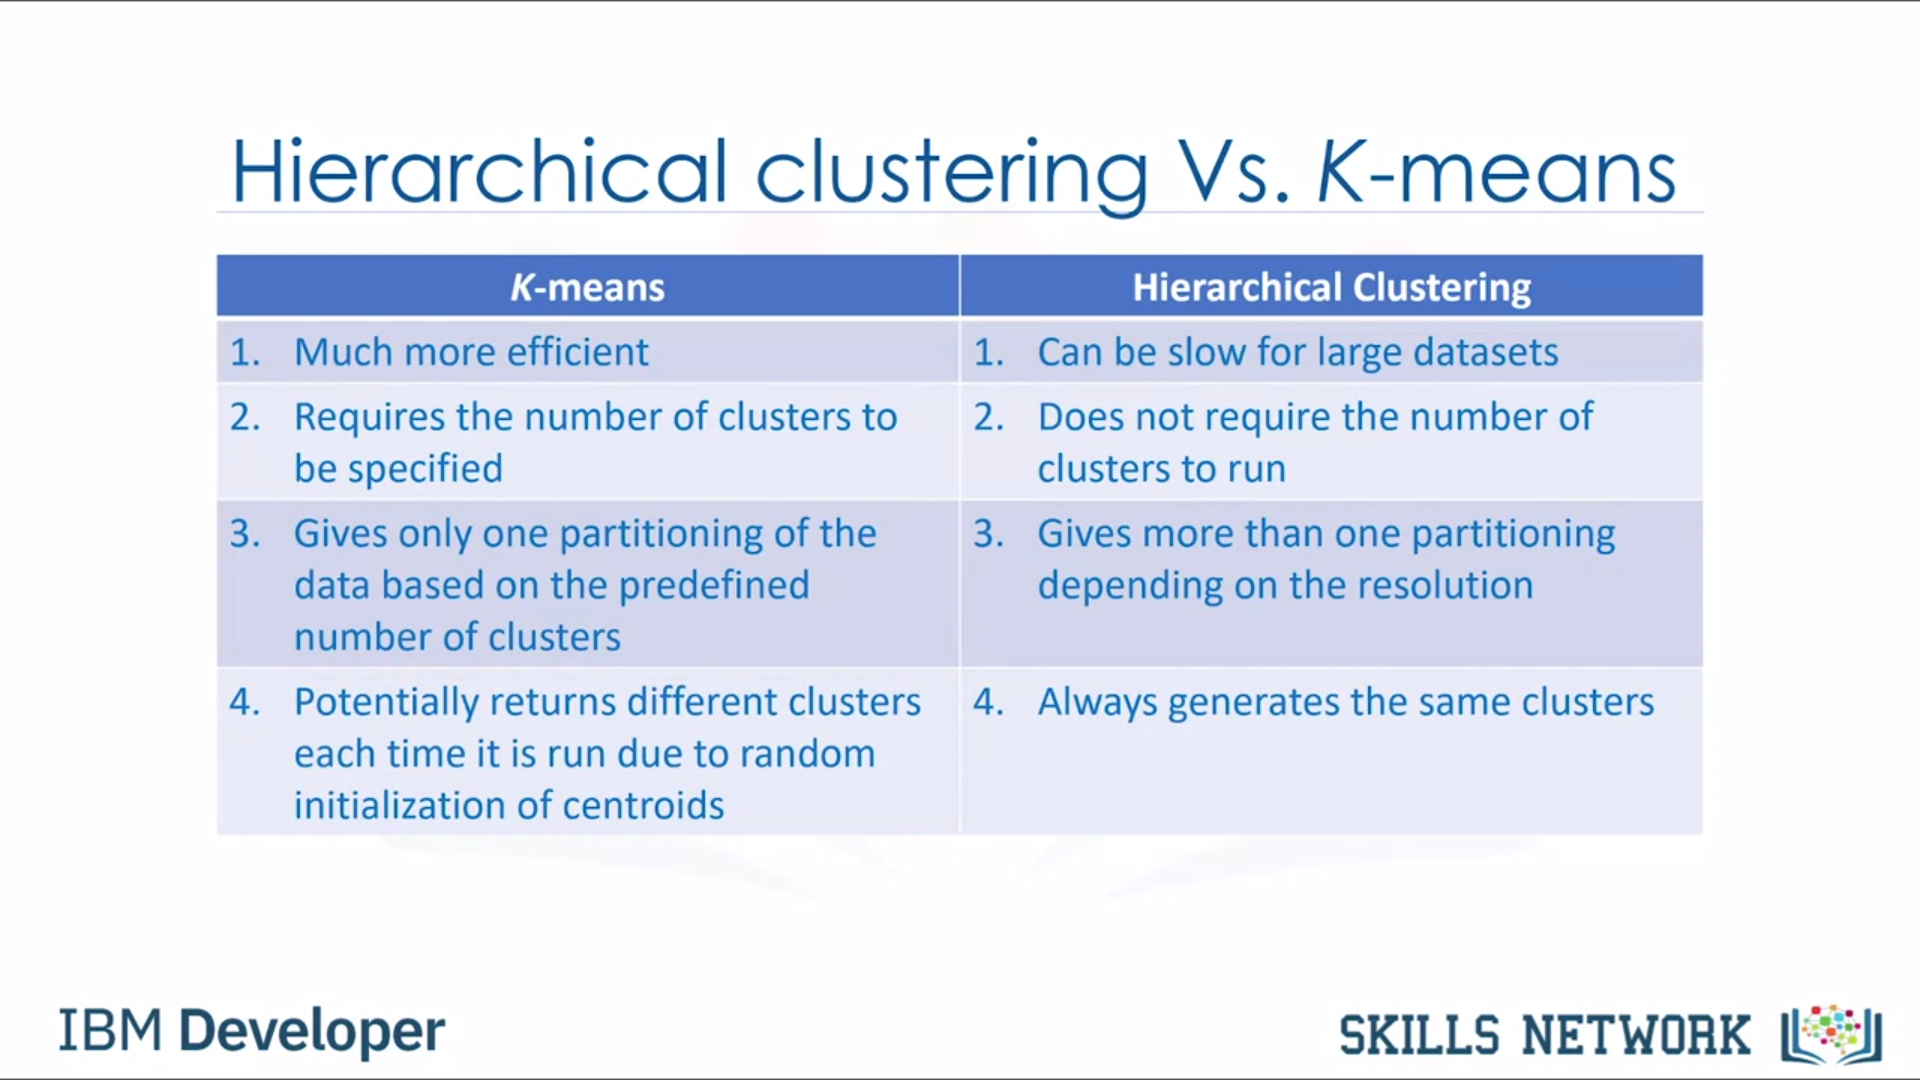 Hierarchical clustering Vs. K-means
K-means
Hierarchical Clustering
1. Much more efficient
1. Can be slow for large datasets
2. Requires the number of clusters to
be specified
2. Does not require the number of
clusters to run
3. Gives only one partitioning of the
data based on the predefined
number of clusters
3. Gives more than one partitioning
depending on the resolution
4. Potentially returns different clusters
each time it is run due to random
initialization of centroids
4. Always generates the same clusters
IBM Developer
SKILLS NETWORK